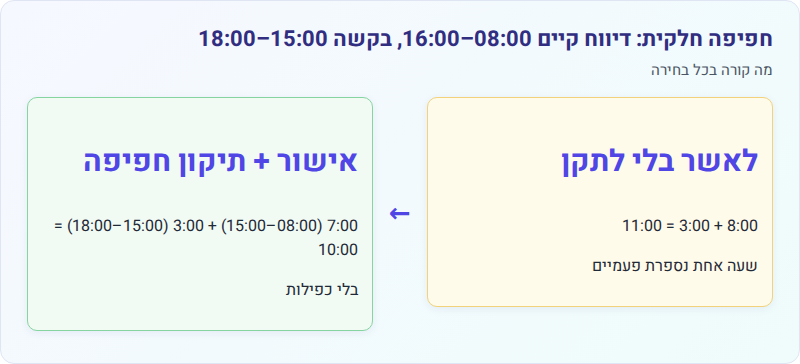 חפיפה חלקית: דיווח קיים 08:00–16:00, בקשה 15:00–18:00
מה קורה בכל בחירה
לאשר בלי לתקן
8:00 + 3:00 = 11:00
שעה אחת נספרת פעמיים
←
אישור + תיקון חפיפה
7:00 (08:00–15:00) + 3:00 (15:00–18:00) =
10:00
בלי כפילות